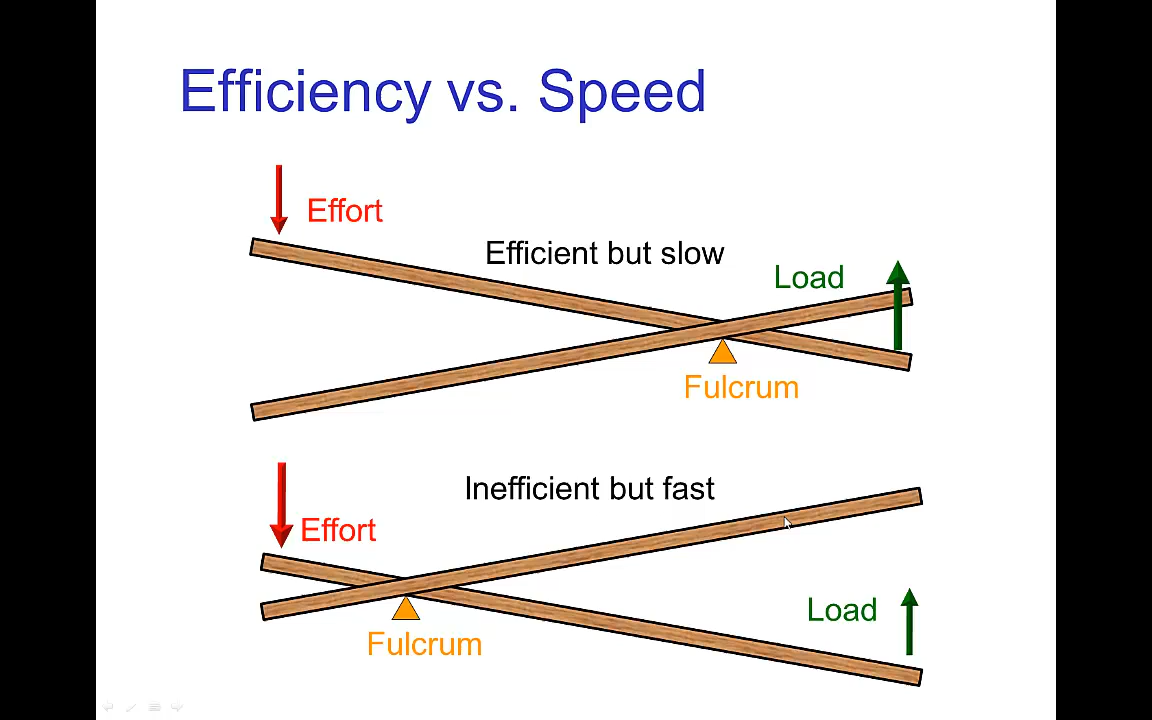 Efficiency vs. Speed
Effort
Efficient but slow
Load
Fulcrum
Inefficient but fast
Effort
Load
Fulcrum